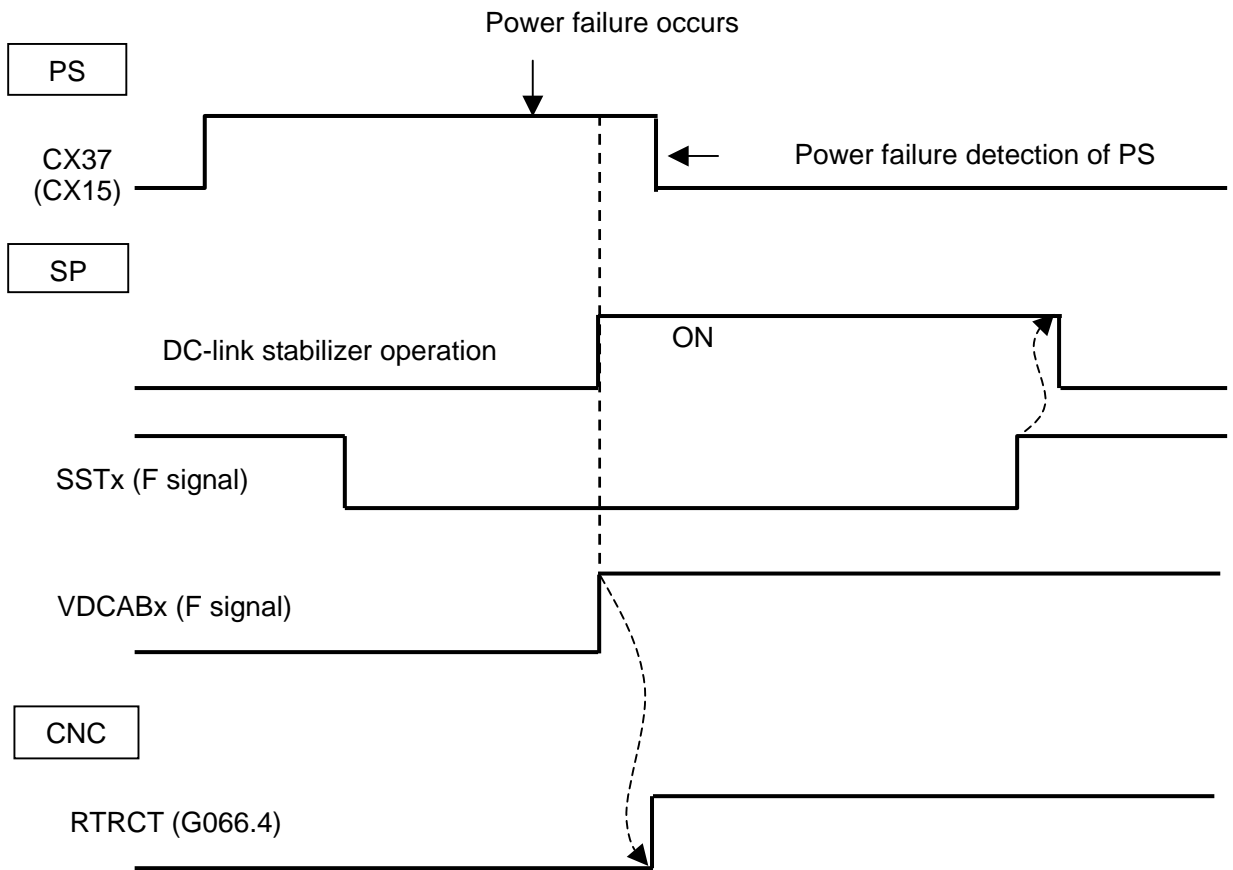 Power failure occurs
PS
CX37
(CX15)
Power failure detection of PS
SP
DC-link stabilizer operation
ON
SSTx (F signal)
VDCABx (F signal)
CNC
RTRCT (G066.4)